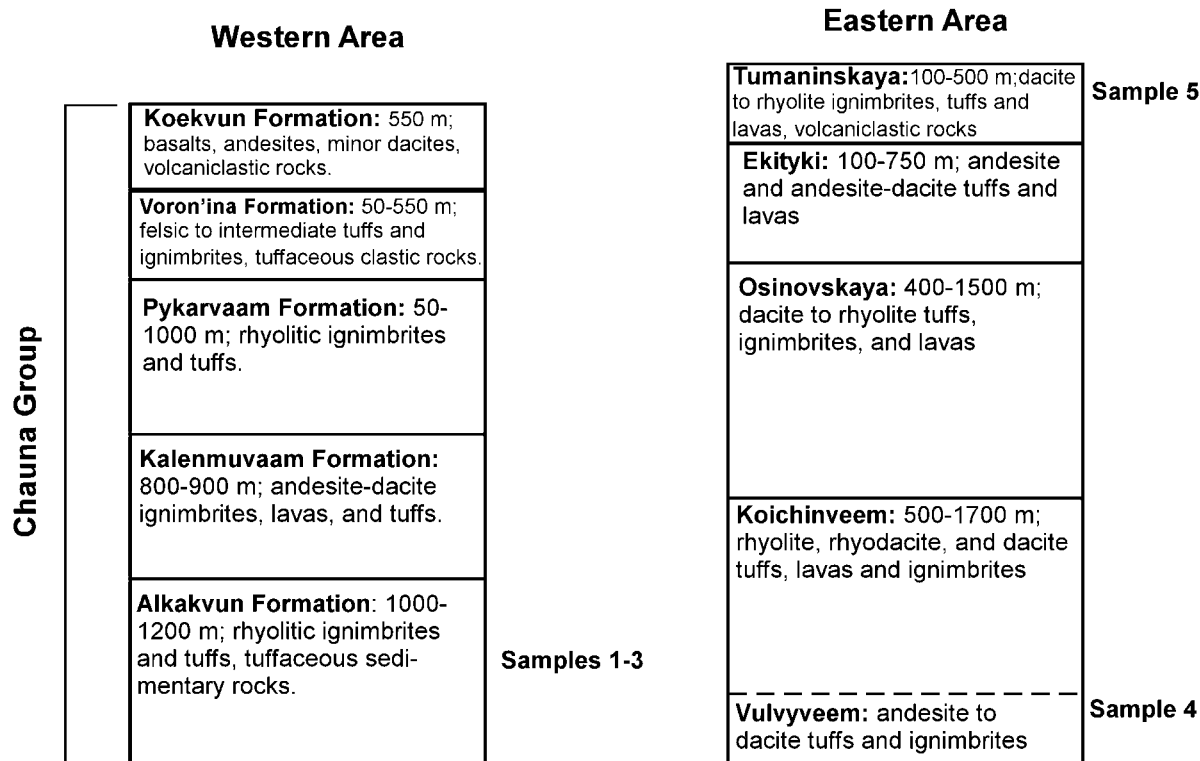 Western Area
Chauna Group
Koekvun Formation: 550 m;
basalts, andesites, minor dacites,
volcaniclastic rocks.
Voron'ina Formation: 50-550 m;
felsic to intermediate tuffs and
ignimbrites, tuffaceous clastic rocks.
Pykarvaam Formation: 50-
1000 m; rhyolitic ignimbrites
and tuffs.
Kalenmuvaam Formation:
800-900 m; andesite-dacite
ignimbrites, lavas, and tuffs.
Alkakvun Formation: 1000-
1200 m; rhyolitic ignimbrites
and tuffs, tuffaceous sedi-
mentary rocks.
Samples 1-3
Eastern Area
Tumaninskaya:100-500 m;dacite
to rhyolite ignimbrites, tuffs and
lavas, volcaniclastic rocks
Sample 5
Ekityki: 100-750 m; andesite
and andesite-dacite tuffs and
lavas
Osinovskaya: 400-1500 m;
dacite to rhyolite tuffs,
ignimbrites, and lavas
Koichinveem: 500-1700 m;
rhyolite, rhyodacite, and dacite
tuffs, lavas and ignimbrites
Vulvyveem: andesite to
dacite tuffs and ignimbrites
Sample 4